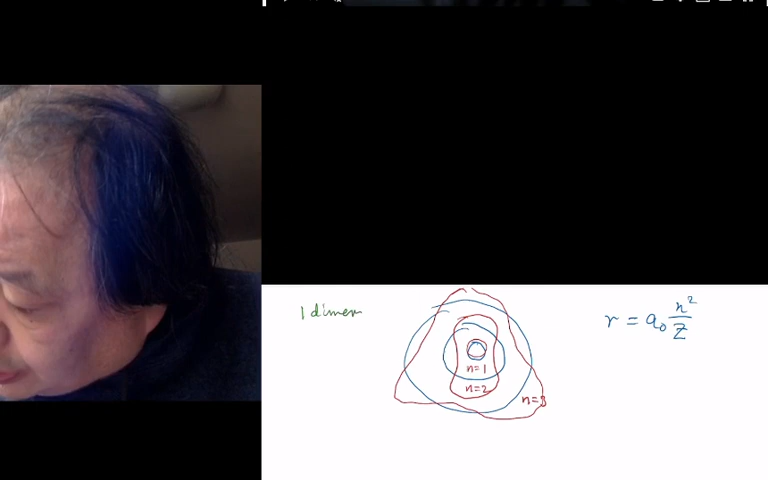 1 dimen
r = a₀ n²/Z
n=1
n=2
n=3